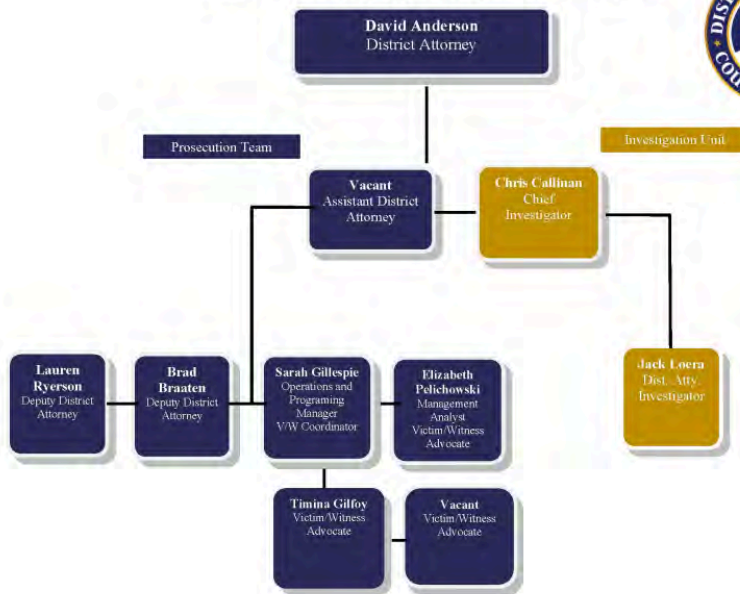 David Anderson
District Attorney
DIST
COU
Prosecution Team
Investigation Unit
Vacant
Assistant District
Attorney
Chris Callinan
Chief
Investigator
Lauren
Ryerson
Deputy District
Attorney
Brad
Braaten
Deputy District
Attorney
Sarah Gillespie
Operations and
Programing
Manager
V/W Coordinator
Elizabeth
Pelichowski
Management
Analyst
Victim/Witness
Advocate
Jack Loera
Dist. Atty.
Investigator
Timina Gilfoy
Victim/Witness
Advocate
Vacant
Victim/Witness
Advocate